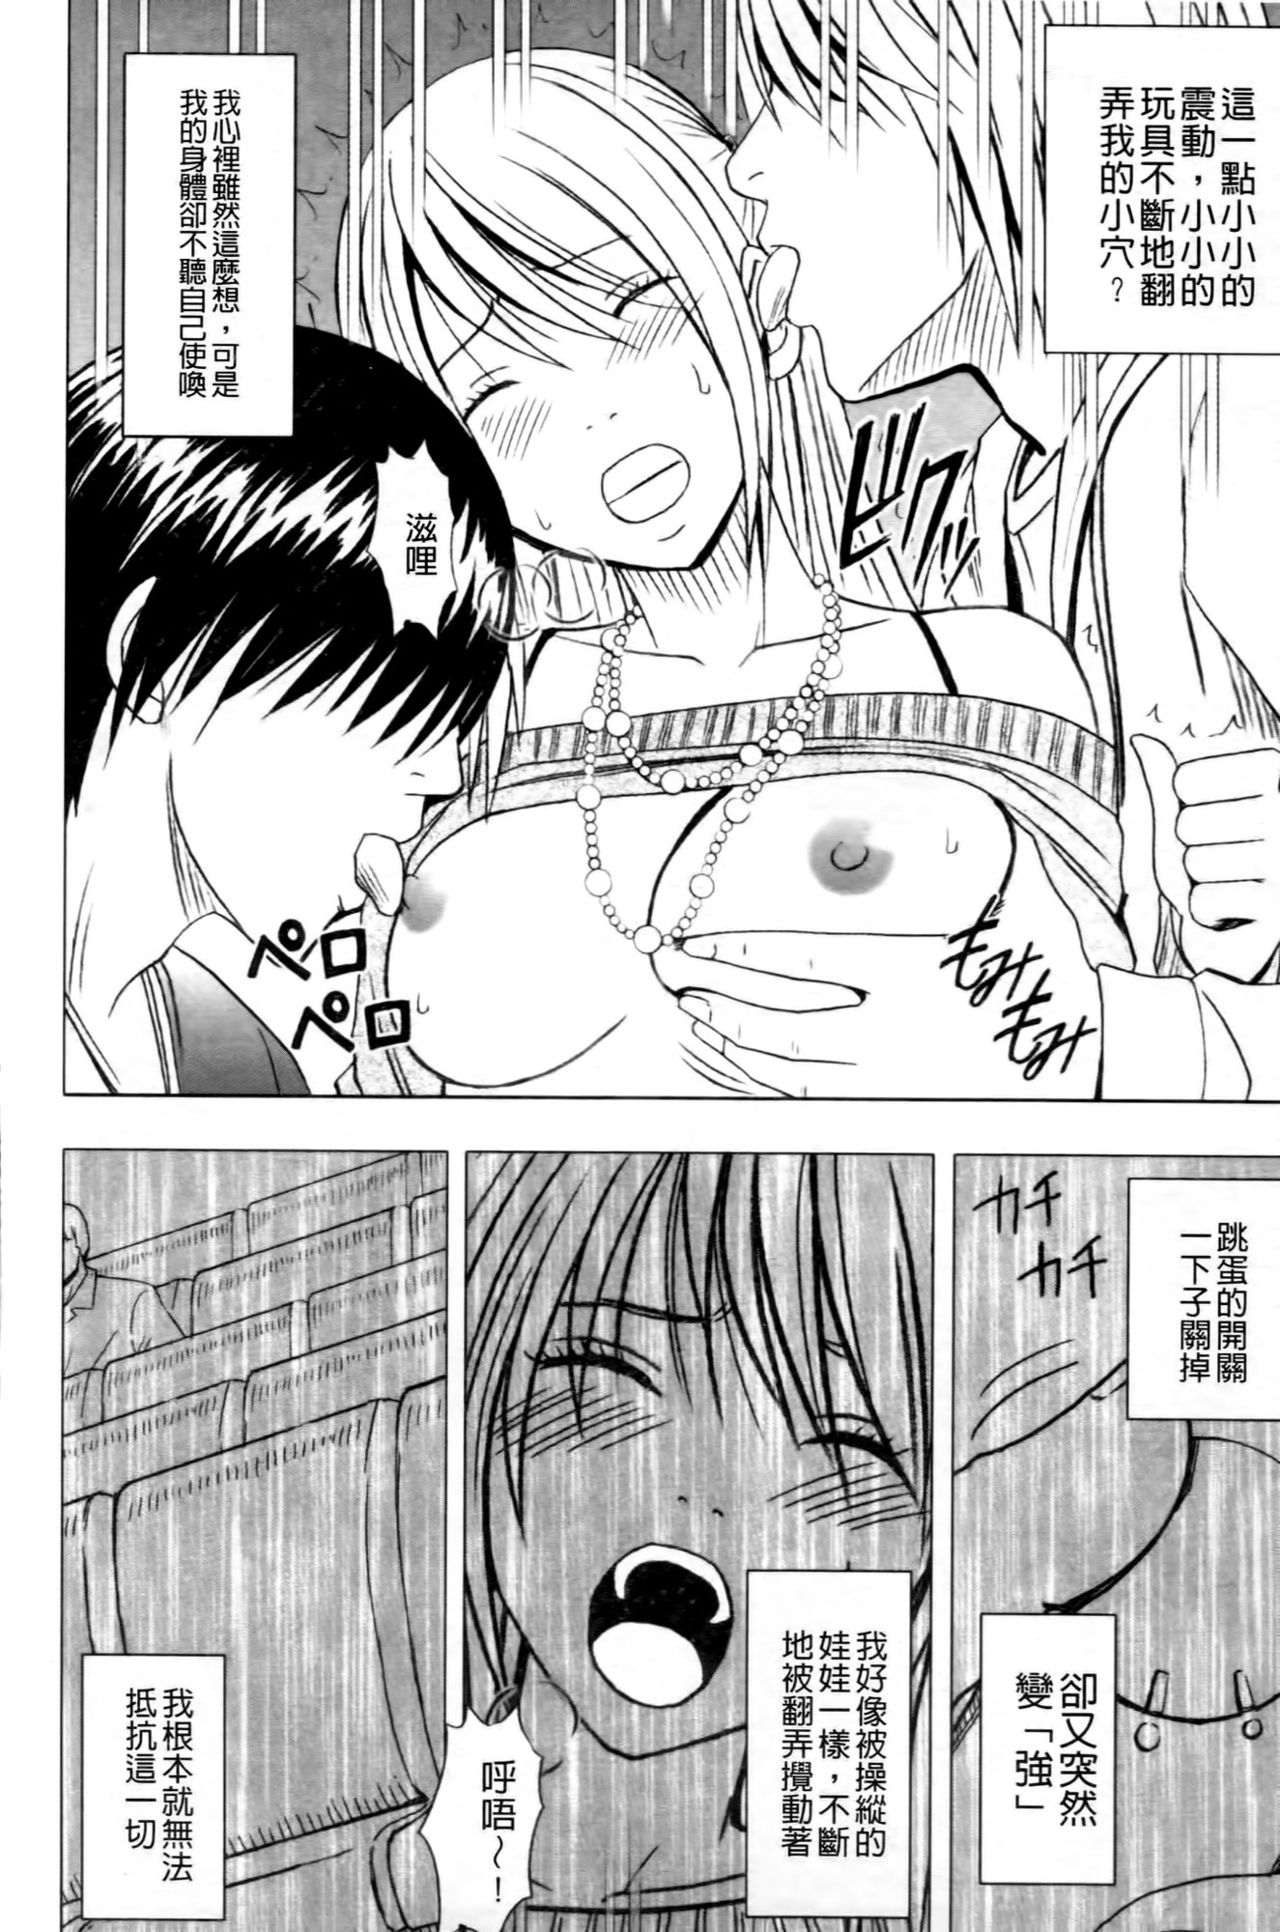 這一點小小的
震動，小小的
玩具不斷地翻
弄我的小穴？
ビクッ
我心裡雖然這麼想，可是
我的身體卻不聽自己使喚
滋哩
ペロ
ペロ
もみ
もみ
跳蛋的開關
一下子關掉
カチ
カチ
卻又突然
變「強」
我好像被操縱的
娃娃一樣，不斷
地被翻弄攪動著
呼唔～！
我根本就無法
抵抗這一切